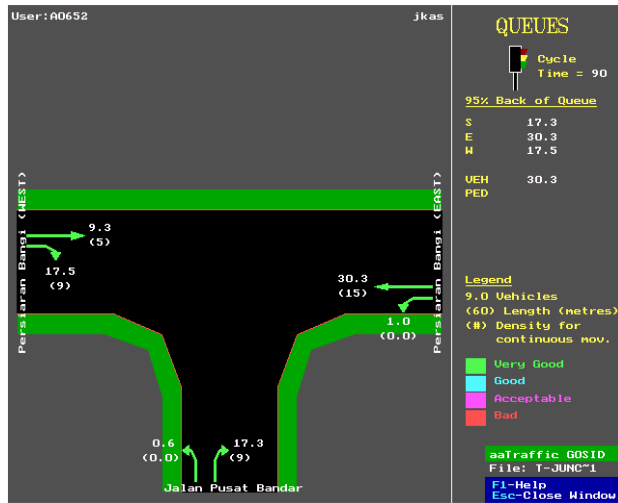 User:AO652
jkas
Persiaran Bangi (WEST)
9.3
(5)
17.5
(9)
30.3
(15)
1.0
(0.0)
Persiaran Bangi (EAST)
0.6
(0.0)
17.3
(9)
Jalan Pusat Bandar
QUEUES
Cycle
Time = 90
95% Back of Queue
S 17.3
E 30.3
W 17.5
VEH 30.3
PED
Legend
9.0 Vehicles
(60) Length (metres)
(#) Density for
continuous mov.
Very Good
Good
Acceptable
Bad
aaTraffic GOSID
File: T-JUNC~1
F1-Help
Esc-Close Window